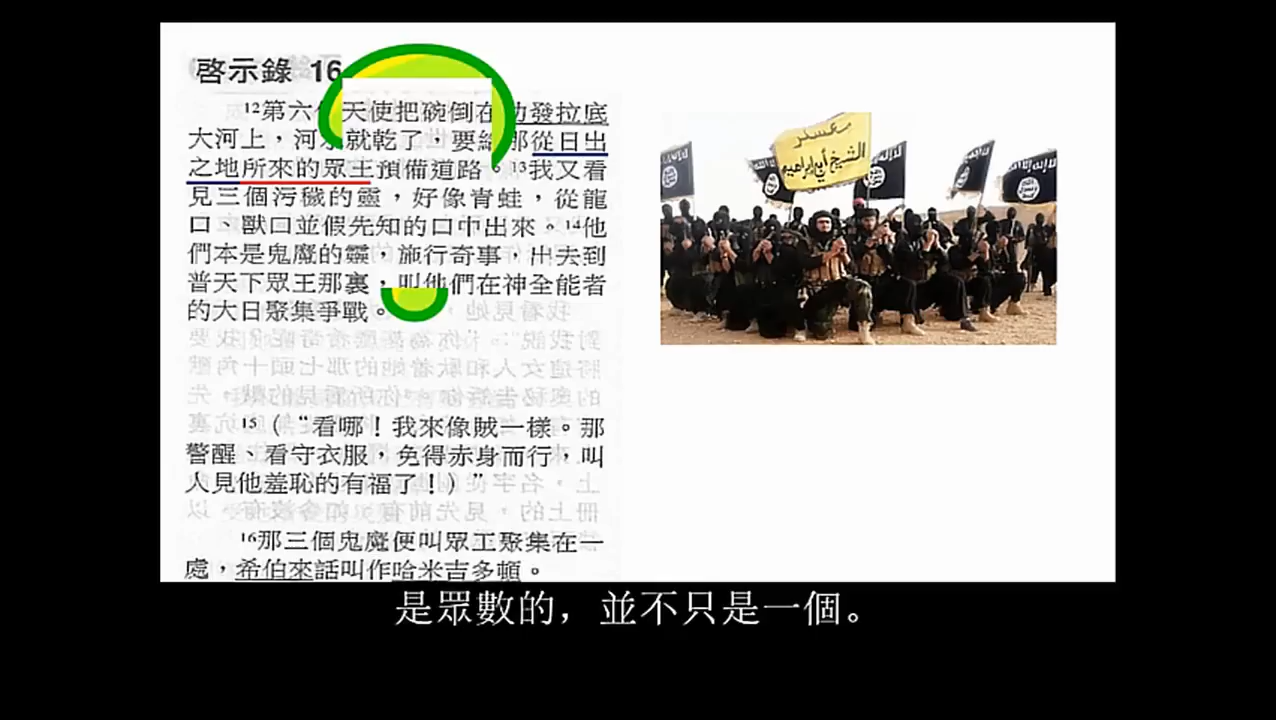 啓示錄 16
¹²第六個天使把碗倒在幼發拉底
大河上，河水就乾了，要給那從日出
之地所來的眾王預備道路。¹³我又看
見三個污穢的靈，好像青蛙，從龍
口、獸口並假先知的口中出來。¹⁴他
們本是鬼魔的靈，施行奇事，出去到
普天下眾王那裏，叫他們在神全能者
的大日聚集爭戰。
¹⁵（“看哪！我來像賊一樣。那
警醒、看守衣服，免得赤身而行，叫
人見他羞恥的有福了！）”
¹⁶那三個鬼魔便叫眾王聚集在一
處，希伯來話叫作哈米吉多頓。
معسكر
الشيخ أبي إبراهيم
是眾數的，並不只是一個。